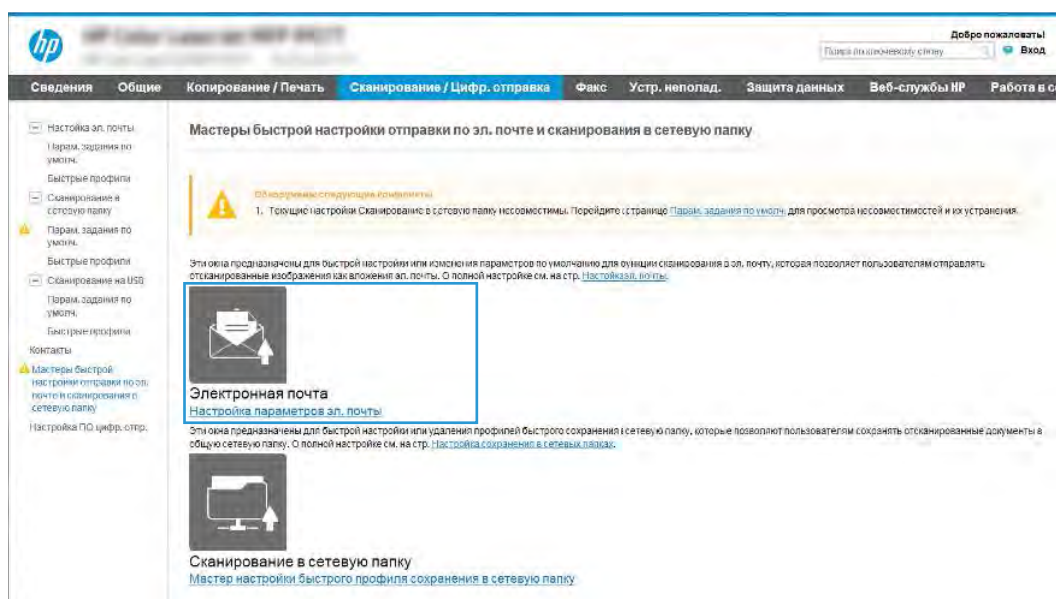 hp
Добро пожаловать!
Поиск по ключевому слову
Вход
Сведения Общие Копирование / Печать Сканирование / Цифр. отправка Факс Устр. неполад. Защита данных Веб-службы HP Работа в с
Настойка эл. почты
Парам. задания по
умолч.
Быстрые профили
Сканирование в
сетевую папку
Парам. задания по
умолч.
Быстрые профили
Сканирование на USB
Парам. задания по
умолч.
Быстрые профили
Контакты
Мастеры быстрой
настройки отправки по эл.
почте и сканирования в
сетевую папку
Настройка ПО цифр. отпр.
Мастеры быстрой настройки отправки по эл. почте и сканирования в сетевую папку
Обнаружены следующие конфликты
1. Текущие настройки Сканирование в сетевую папку несовместимы. Перейдите к странице Парам. задания по умолч. для просмотра несовместимостей и их устранения.
Эти окна предназначены для быстрой настройки или изменения параметров по умолчанию для функции сканирования в эл. почту, которая позволяет пользователям отправлять
отсканированные изображения как вложения эл. почты. О полной настройке см. на стр. Настойка эл. почты.
Электронная почта
Настройка параметров эл. почты
Эти окна предназначены для быстрой настройки или удаления профилей быстрого сохранения в сетевую папку, которые позволяют пользователям сохранять отсканированные документы в
общую сетевую папку. О полной настройке см. на стр. Настройка сохранения в сетевых папках.
Сканирование в сетевую папку
Мастер настройки быстрого профиля сохранения в сетевую папку